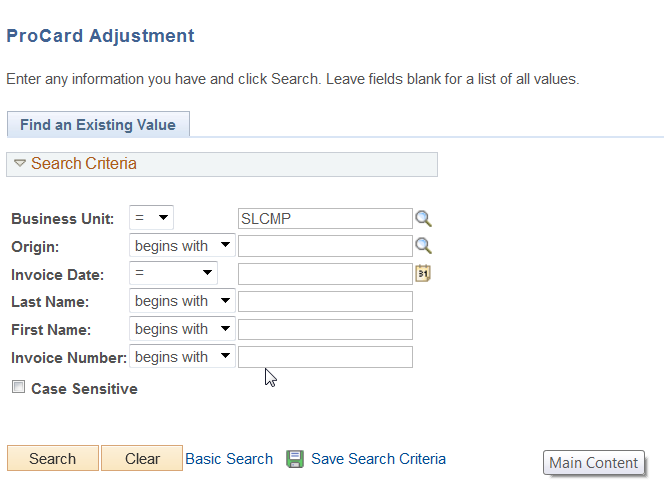 ProCard Adjustment
Enter any information you have and click Search. Leave fields blank for a list of all values.
Find an Existing Value
Search Criteria
Business Unit: = SLCMP
Origin: begins with
Invoice Date: = 31
Last Name: begins with
First Name: begins with
Invoice Number: begins with
Case Sensitive
Search Clear Basic Search Save Search Criteria Main Content